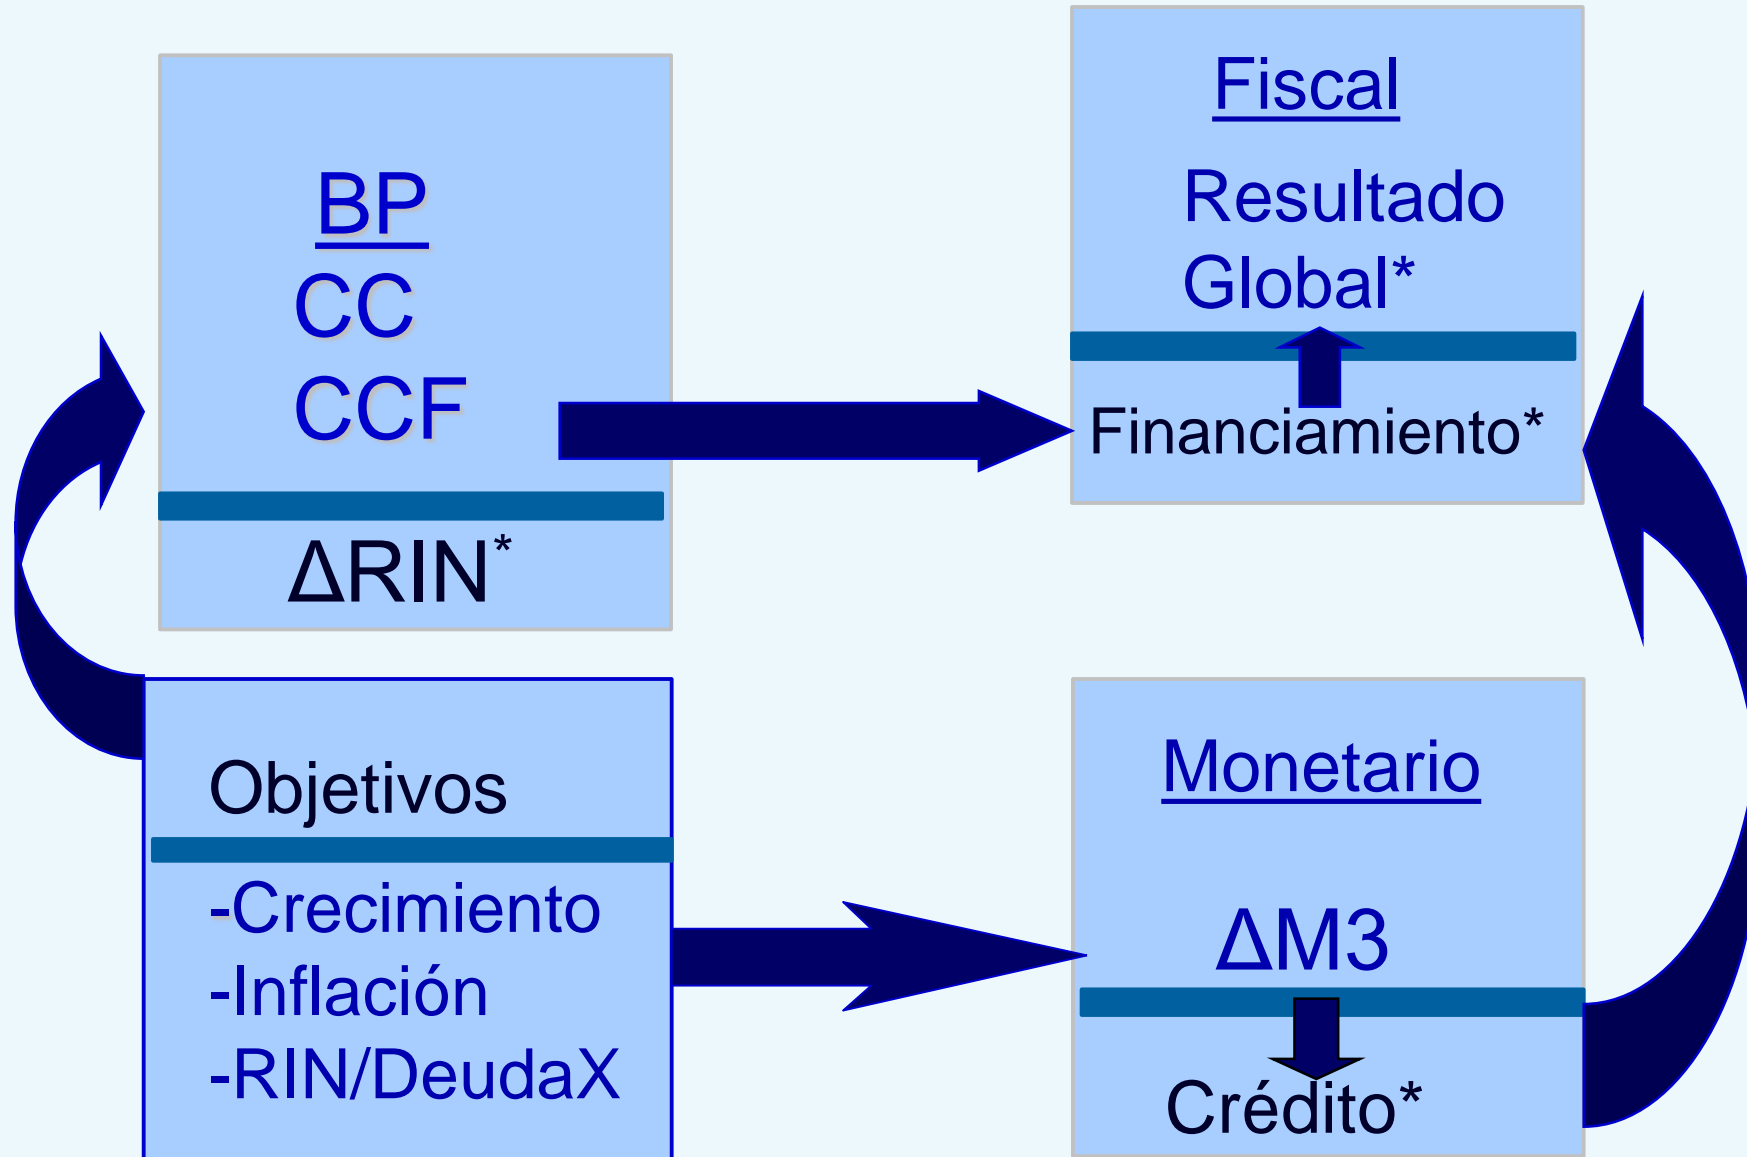 BP
CC
CCF
ΔRIN*
Fiscal
Resultado
Global*
Financiamiento*
Objetivos
-Crecimiento
-Inflación
-RIN/DeudaX
Monetario
ΔM3
Crédito*